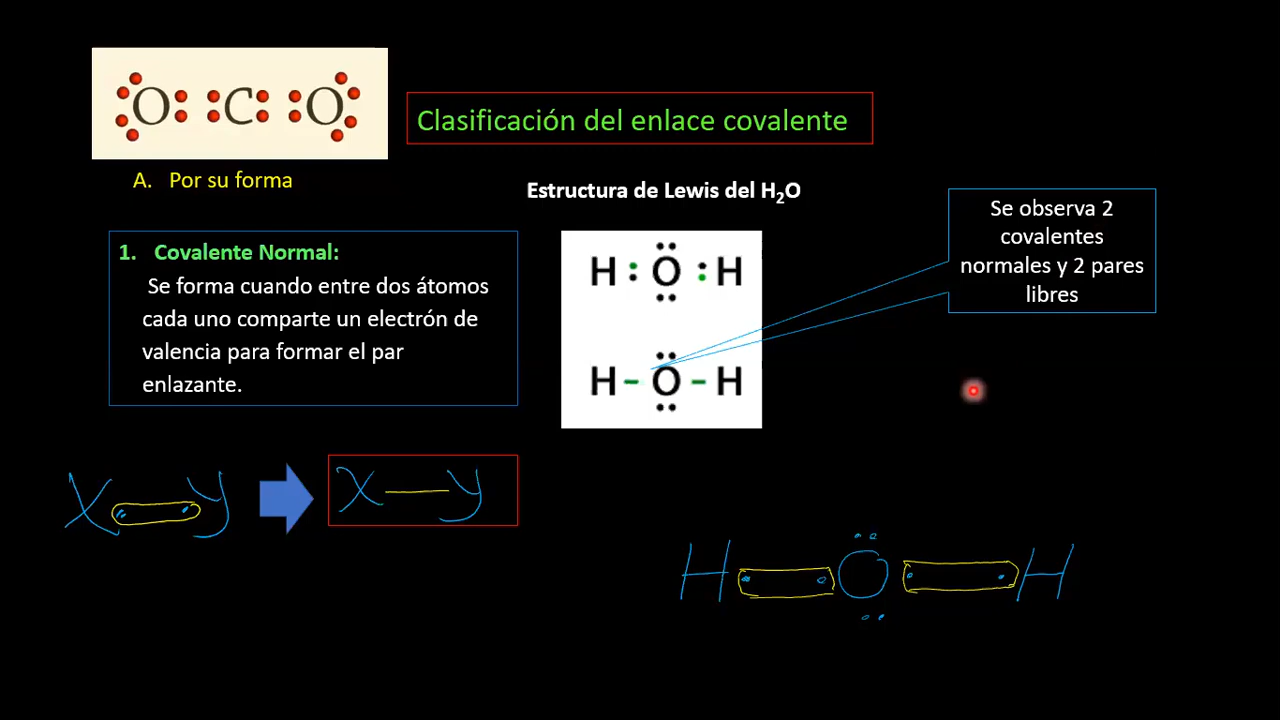 O C O
Clasificación del enlace covalente
A. Por su forma
Estructura de Lewis del H₂O
1. Covalente Normal:
Se forma cuando entre dos átomos
cada uno comparte un electrón de
valencia para formar el par
enlazante.
H : O : H
H – O – H
Se observa 2
covalentes
normales y 2 pares
libres
X y
X — y
H O H